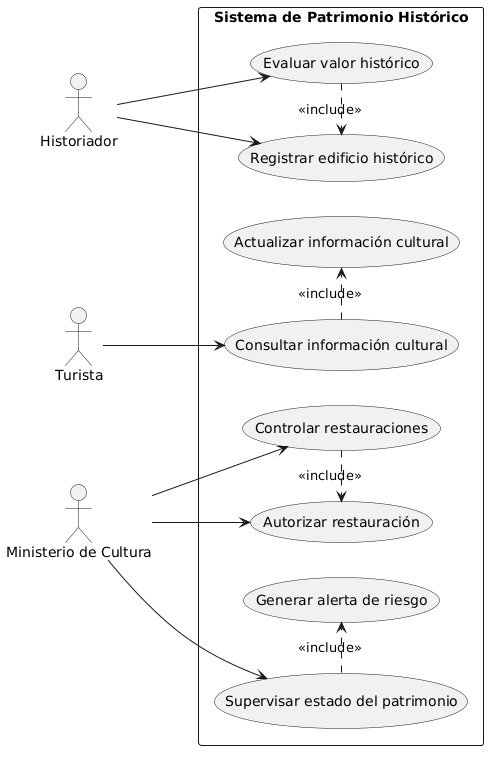 Sistema de Patrimonio Histórico
Evaluar valor histórico
«include»
Historiador
Registrar edificio histórico
Actualizar información cultural
«include»
Turista
Consultar información cultural
Controlar restauraciones
«include»
Autorizar restauración
Ministerio de Cultura
Generar alerta de riesgo
«include»
Supervisar estado del patrimonio